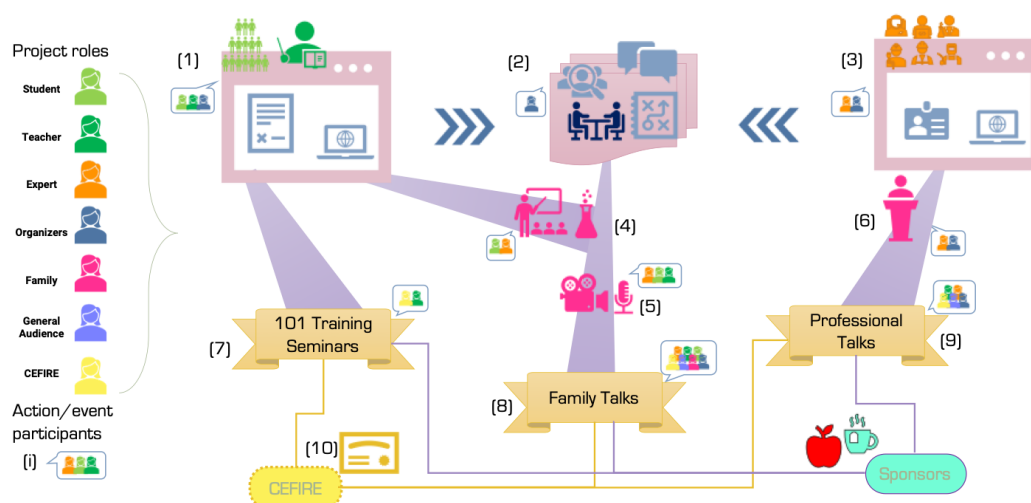 Project roles
Student
Teacher
Expert
Organizers
Family
General
Audience
CEFIRE
Action/event
participants
(i)
(1)
(2)
(3)
(4)
(5)
(6)
101 Training
Seminars
(7)
Family Talks
(8)
Professional
Talks
(9)
(10)
CEFIRE
Sponsors